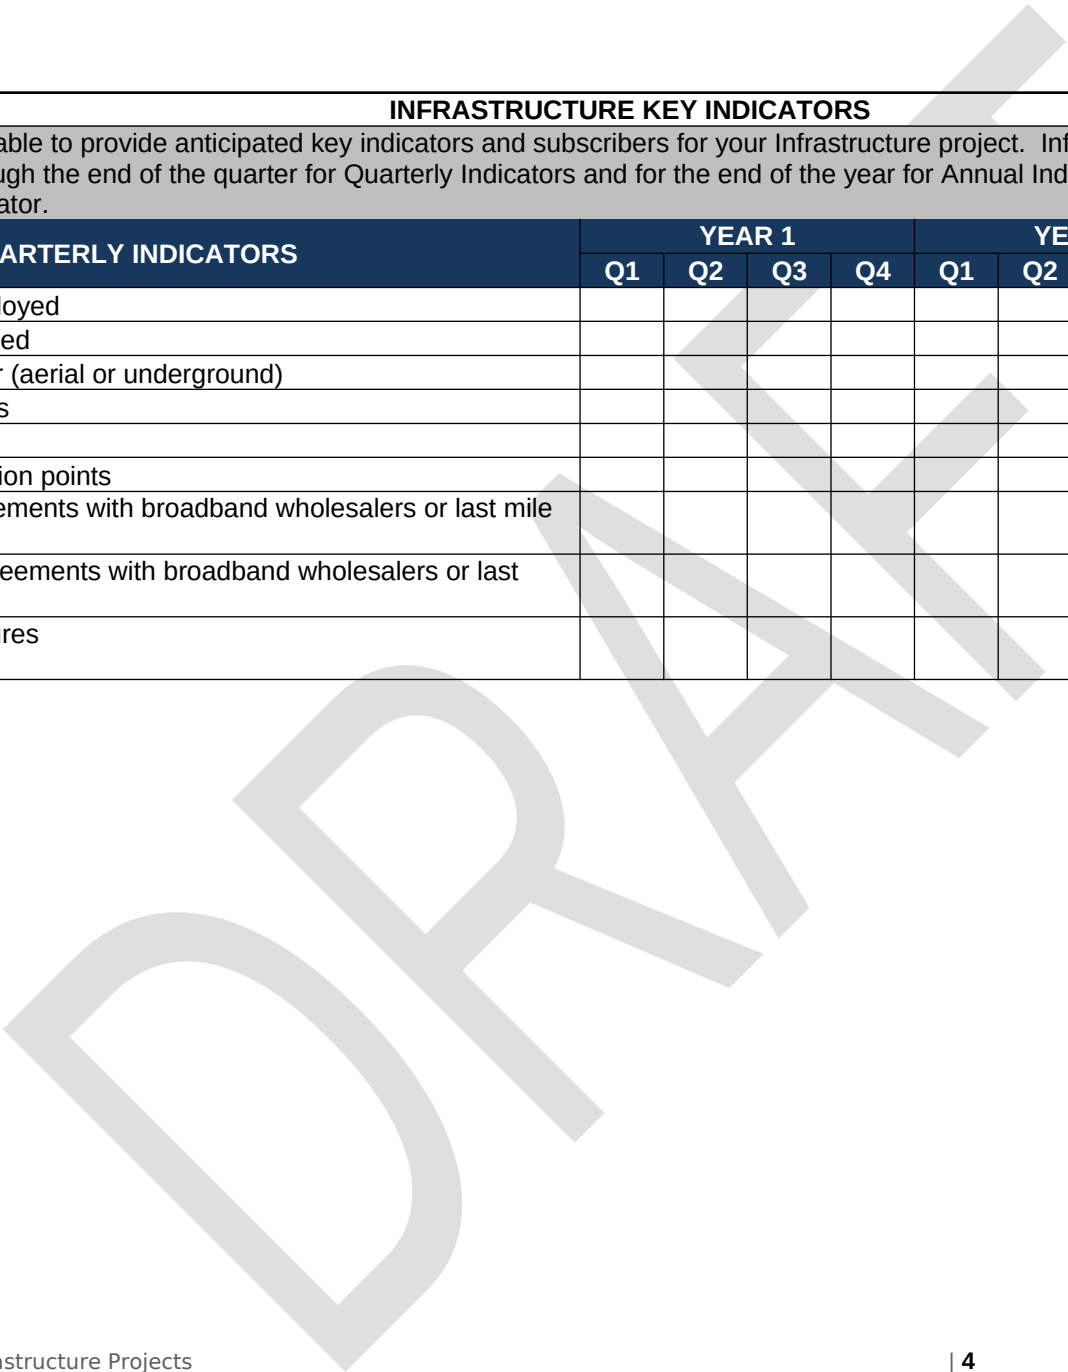 INFRASTRUCTURE KEY INDICATORS
able to provide anticipated key indicators and subscribers for your Infrastructure project. Inf
ugh the end of the quarter for Quarterly Indicators and for the end of the year for Annual Ind
ator.
ARTERLY INDICATORS
YEAR 1
YE
Q1 Q2 Q3 Q4 Q1 Q2
loyed
ed
r (aerial or underground)
s
ion points
ements with broadband wholesalers or last mile
eements with broadband wholesalers or last
ures
DRAF
astructure Projects | 4